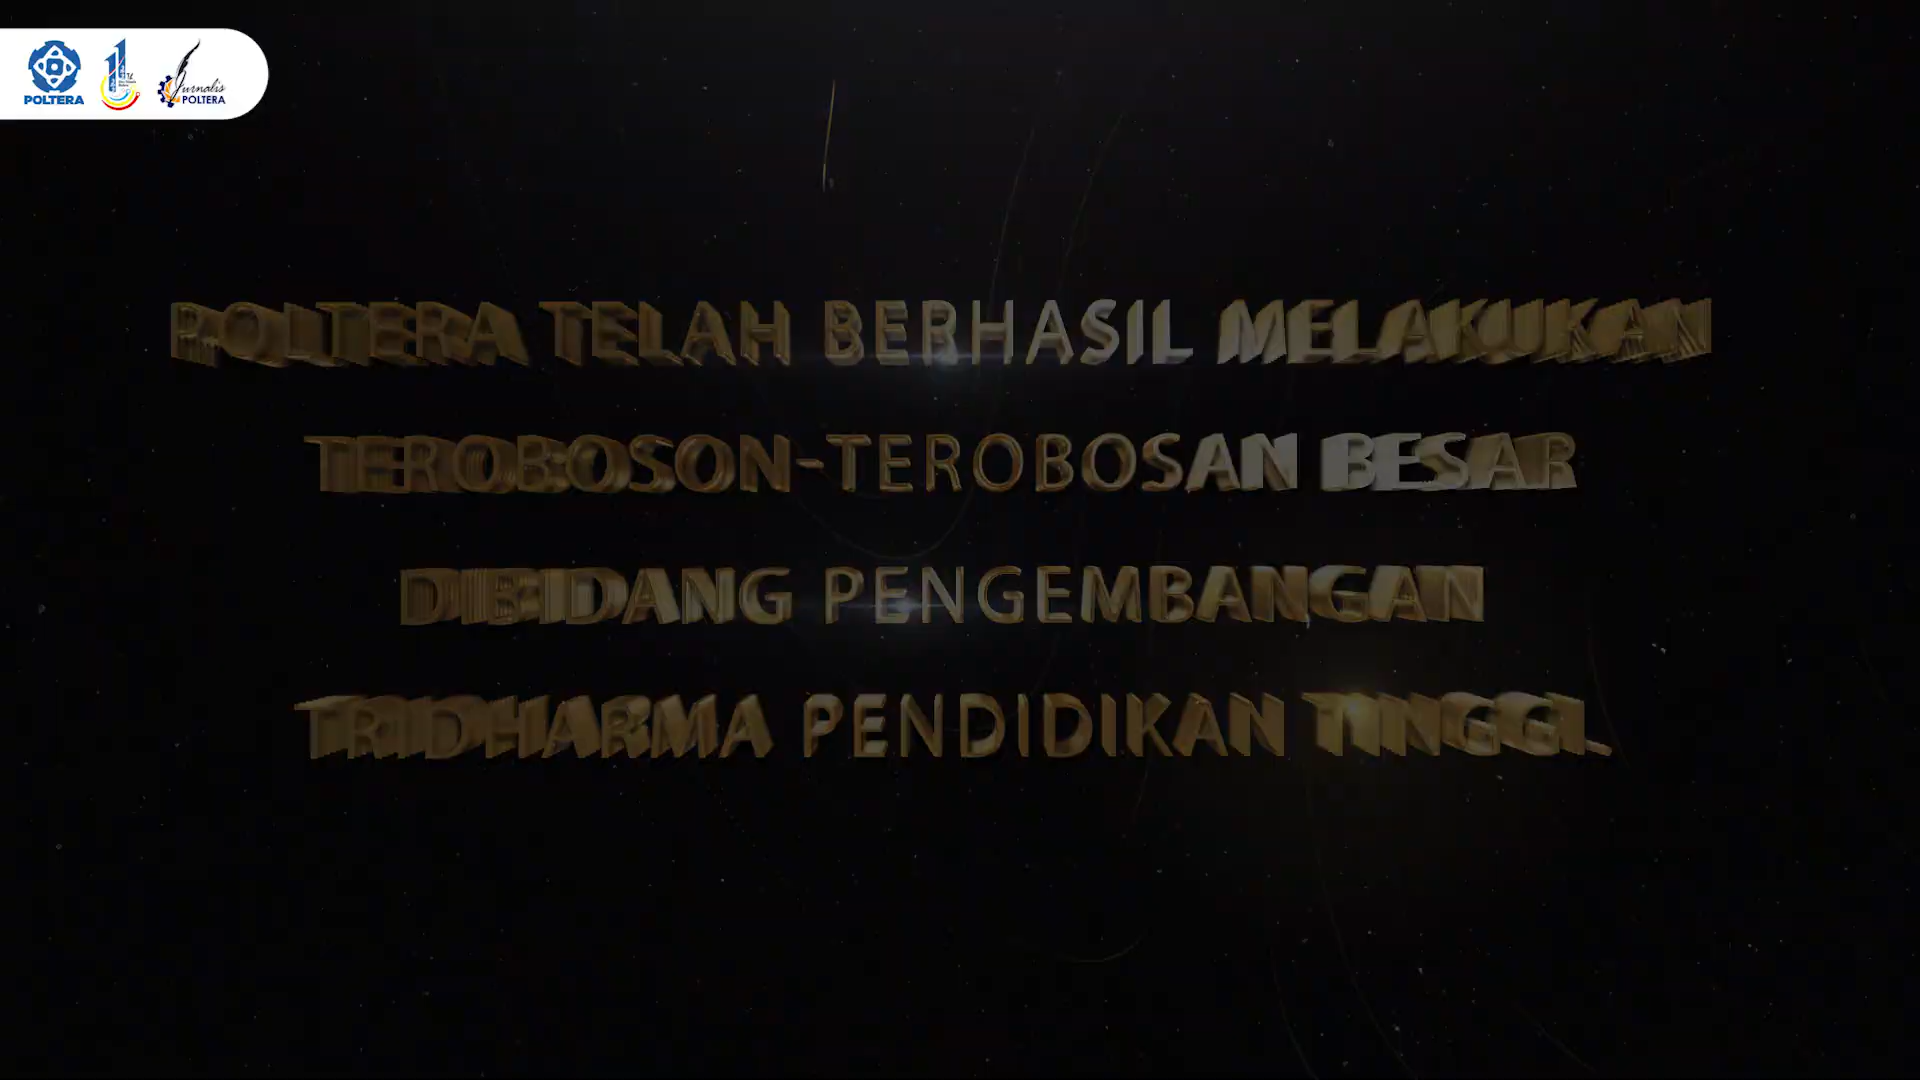 POLTERA
Jurnalis
POLTERA
POLTERA TELAH BERHASIL MELAKUKAN
TEROBOSON-TEROBOSAN BESAR
DIBIDANG PENGEMBANGAN
TRIDHARMA PENDIDIKAN TINGGI.